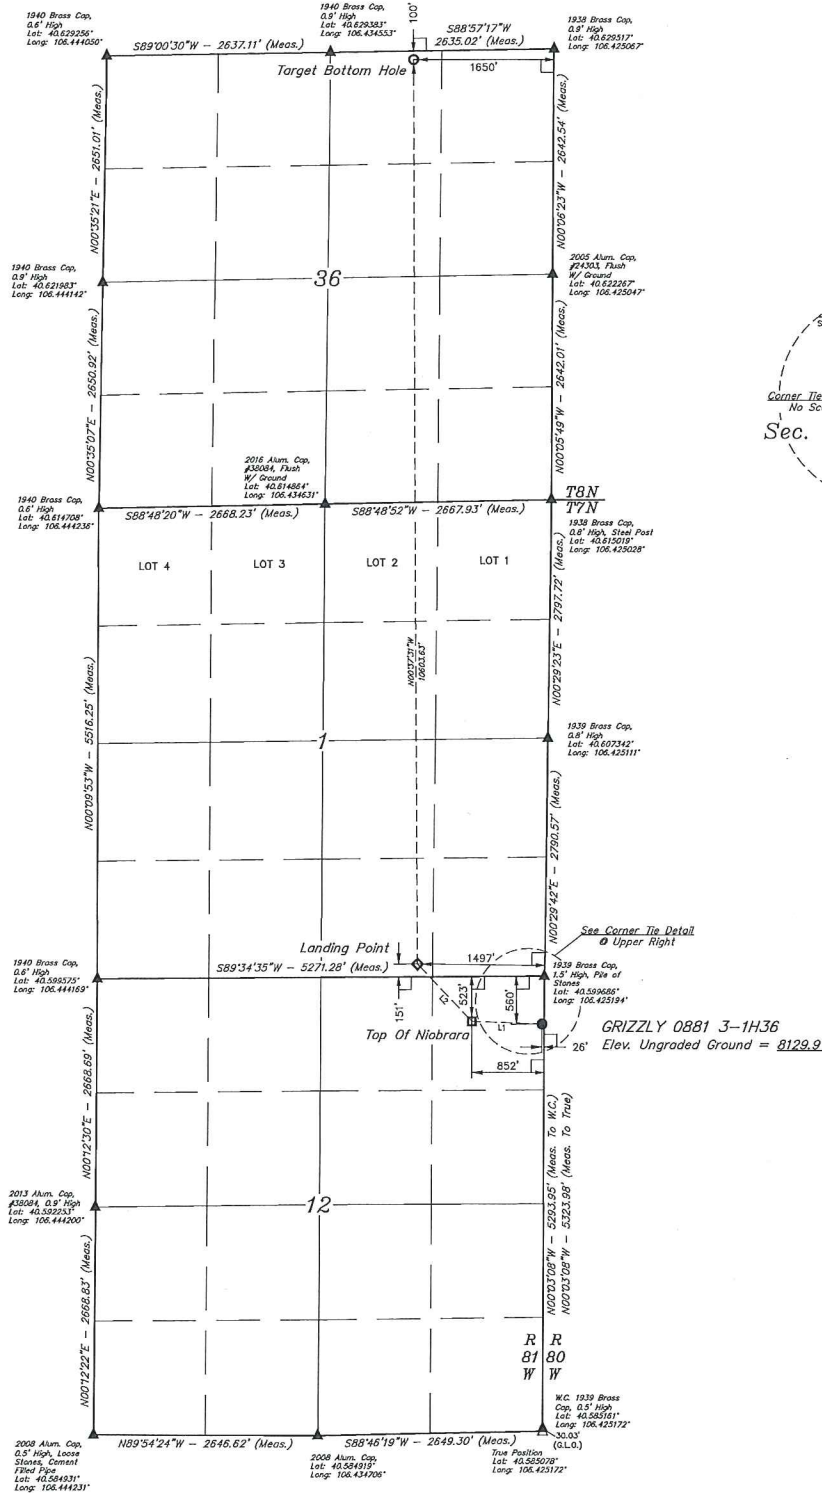 1940 Brass Cap,
0.6' High
Lat: 40.629256°
Long: 106.444050°
1940 Brass Cap,
0.9' High
Lat: 40.629383°
Long: 106.434553°
100'
1938 Brass Cap,
0.9' High
Lat: 40.629517°
Long: 106.425067°
S89°00'30"W - 2637.11' (Meas.)
S88°57'17"W
2635.02' (Meas.)
Target Bottom Hole
1650'
N00°35'21"E - 2651.01' (Meas.)
N00°06'23"W - 2642.54' (Meas.)
1940 Brass Cap,
0.9' High
Lat: 40.621983°
Long: 106.444142°
36
2005 Alum. Cap,
#24303, Flush
W/ Ground
Lat: 40.622267°
Long: 106.425047°
N00°35'07"E - 2650.92' (Meas.)
N00°05'49"W - 2642.01' (Meas.)
Corner Tie
No Sc
Sec.
2016 Alum. Cap,
#38084, Flush
W/ Ground
Lat: 40.614864°
Long: 106.434631°
1940 Brass Cap,
0.6' High
Lat: 40.614708°
Long: 106.444236°
S88°48'20"W - 2668.23' (Meas.)
S88°48'52"W - 2667.93' (Meas.)
T8N
T7N
1938 Brass Cap,
0.8' High, Steel Post
Lat: 40.615019°
Long: 106.425028°
LOT 4
LOT 3
LOT 2
LOT 1
N00°29'23"E - 2797.72' (Meas.)
N00°37'31"W
10603.63'
N00°09'53"W - 5516.25' (Meas.)
1
1939 Brass Cap,
0.8' High
Lat: 40.607342°
Long: 106.425111°
N00°29'42"E - 2790.57' (Meas.)
See Corner Tie Detail
@ Upper Right
Landing Point
1497'
1940 Brass Cap,
0.6' High
Lat: 40.599575°
Long: 106.444169°
S89°34'35"W - 5271.28' (Meas.)
1939 Brass Cap,
1.5' High, Pile of
Stones
Lat: 40.599686°
Long: 106.425194°
151'
L2
523'
560'
Top Of Niobrara
L1
GRIZZLY 0881 3-1H36
26'
Elev. Ungraded Ground = 8129.9
852'
N00°12'30"E - 2668.69' (Meas.)
N00°03'08"W - 5293.95' (Meas. To W.C.)
N00°03'08"W - 5323.98' (Meas. To True)
2013 Alum. Cap,
#38084, 0.9' High
Lat: 40.592253°
Long: 106.444200°
12
N00°12'22"E - 2668.83' (Meas.)
R R
81 80
W W
W.C. 1939 Brass
Cap, 0.5' High
Lat: 40.585161°
Long: 106.425172°
30.03'
(G.L.O.)
2008 Alum. Cap,
0.5' High, Loose
Stones, Cement
Filled Pipe
Lat: 40.584931°
Long: 106.444231°
N89°54'24"W - 2646.62' (Meas.)
S88°46'19"W - 2649.30' (Meas.)
2008 Alum. Cap,
Lat: 40.584919°
Long: 106.434706°
True Position
Lat: 40.585078°
Long: 106.425172°